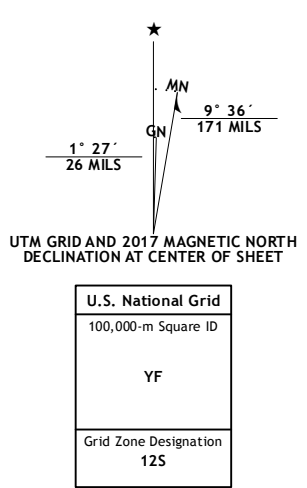 ★
MN
GN
9° 36´
171 MILS
1° 27´
26 MILS
UTM GRID AND 2017 MAGNETIC NORTH
DECLINATION AT CENTER OF SHEET
U.S. National Grid
100,000-m Square ID
YF
Grid Zone Designation
12S